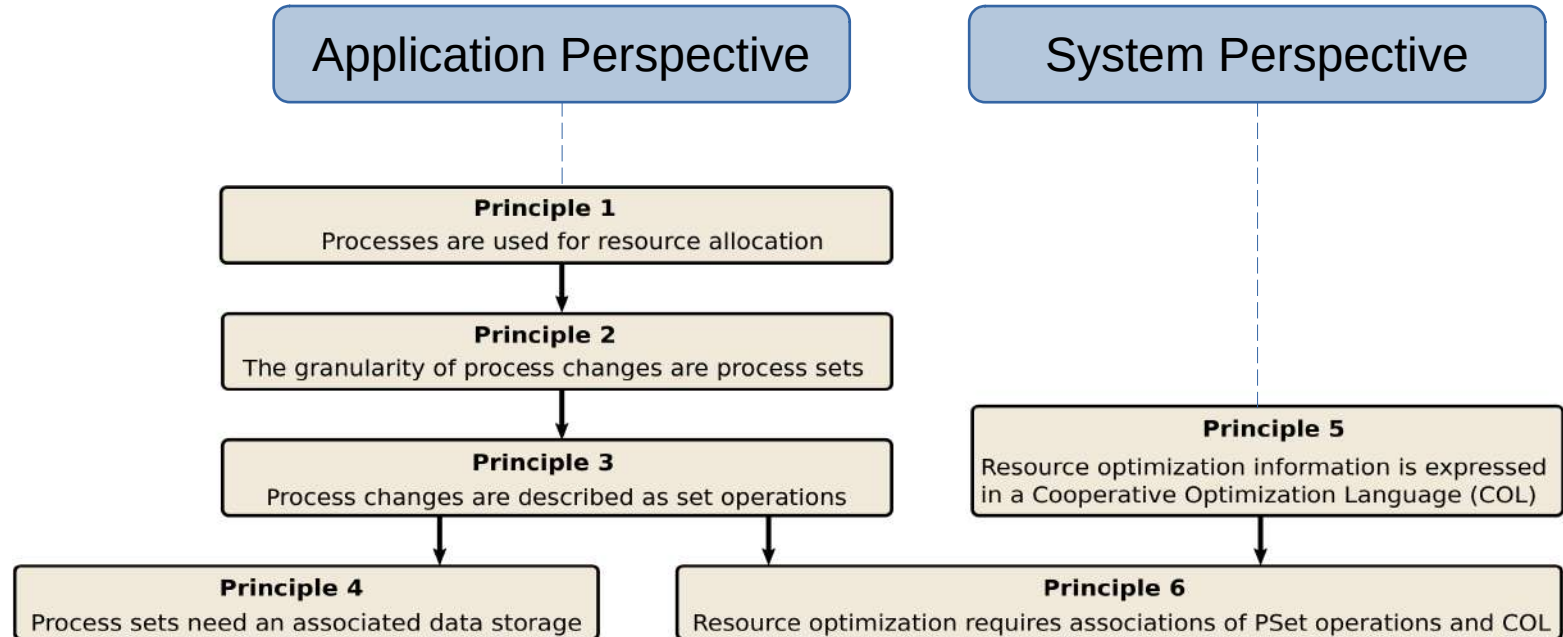 Application Perspective
System Perspective
Principle 1
Processes are used for resource allocation
Principle 2
The granularity of process changes are process sets
Principle 3
Process changes are described as set operations
Principle 5
Resource optimization information is expressed
in a Cooperative Optimization Language (COL)
Principle 4
Process sets need an associated data storage
Principle 6
Resource optimization requires associations of PSet operations and COL